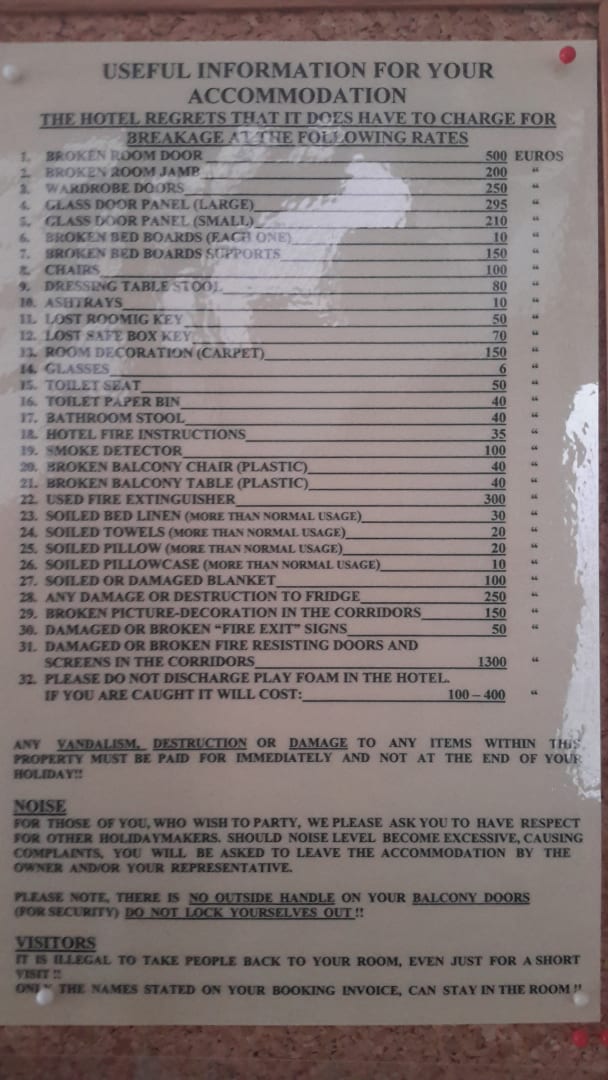 USEFUL INFORMATION FOR YOUR
ACCOMMODATION
THE HOTEL REGRETS THAT IT DOES HAVE TO CHARGE FOR
BREAKAGE AT THE FOLLOWING RATES
1. BROKEN ROOM DOOR 500 EUROS
2. BROKEN ROOM JAMB 200 “
3. WARDROBE DOORS 250 “
4. GLASS DOOR PANEL (LARGE) 295 “
5. GLASS DOOR PANEL (SMALL) 210 “
6. BROKEN BED BOARDS (EACH ONE) 10 “
7. BROKEN BED BOARDS SUPPORTS 150 “
8. CHAIRS 100 “
9. DRESSING TABLE STOOL 80 “
10. ASHTRAYS 10 “
11. LOST ROOMIG KEY 50 “
12. LOST SAFE BOX KEY 70 “
13. ROOM DECORATION (CARPET) 150 “
14. GLASSES 6 “
15. TOILET SEAT 50 “
16. TOILET PAPER BIN 40 “
17. BATHROOM STOOL 40 “
18. HOTEL FIRE INSTRUCTIONS 35 “
19. SMOKE DETECTOR 100 “
20. BROKEN BALCONY CHAIR (PLASTIC) 40 “
21. BROKEN BALCONY TABLE (PLASTIC) 40 “
22. USED FIRE EXTINGUISHER 300 “
23. SOILED BED LINEN (MORE THAN NORMAL USAGE) 30 “
24. SOILED TOWELS (MORE THAN NORMAL USAGE) 20 “
25. SOILED PILLOW (MORE THAN NORMAL USAGE) 20 “
26. SOILED PILLOWCASE (MORE THAN NORMAL USAGE) 10 “
27. SOILED OR DAMAGED BLANKET 100 “
28. ANY DAMAGE OR DESTRUCTION TO FRIDGE 250 “
29. BROKEN PICTURE-DECORATION IN THE CORRIDORS 150 “
30. DAMAGED OR BROKEN “FIRE EXIT” SIGNS 50 “
31. DAMAGED OR BROKEN FIRE RESISTING DOORS AND
SCREENS IN THE CORRIDORS 1300 “
32. PLEASE DO NOT DISCHARGE PLAY FOAM IN THE HOTEL.
IF YOU ARE CAUGHT IT WILL COST: 100 – 400 “
ANY VANDALISM, DESTRUCTION OR DAMAGE TO ANY ITEMS WITHIN THIS
PROPERTY MUST BE PAID FOR IMMEDIATELY AND NOT AT THE END OF YOUR
HOLIDAY!!
NOISE
FOR THOSE OF YOU, WHO WISH TO PARTY, WE PLEASE ASK YOU TO HAVE RESPECT
FOR OTHER HOLIDAYMAKERS. SHOULD NOISE LEVEL BECOME EXCESSIVE, CAUSING
COMPLAINTS, YOU WILL BE ASKED TO LEAVE THE ACCOMMODATION BY THE
OWNER AND/OR YOUR REPRESENTATIVE.
PLEASE NOTE, THERE IS NO OUTSIDE HANDLE ON YOUR BALCONY DOORS
(FOR SECURITY) DO NOT LOCK YOURSELVES OUT !!
VISITORS
IT IS ILLEGAL TO TAKE PEOPLE BACK TO YOUR ROOM, EVEN JUST FOR A SHORT
VISIT !!
ONLY THE NAMES STATED ON YOUR BOOKING INVOICE, CAN STAY IN THE ROOM !!